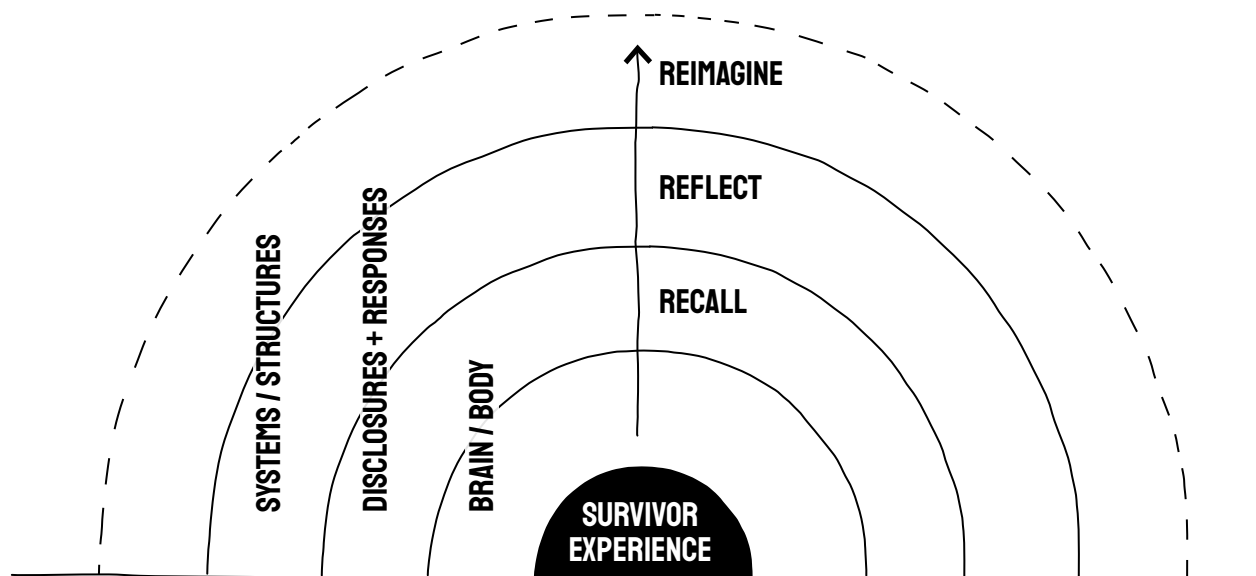 REIMAGINE
REFLECT
RECALL
SYSTEMS / STRUCTURES
DISCLOSURES + RESPONSES
BRAIN / BODY
SURVIVOR
EXPERIENCE